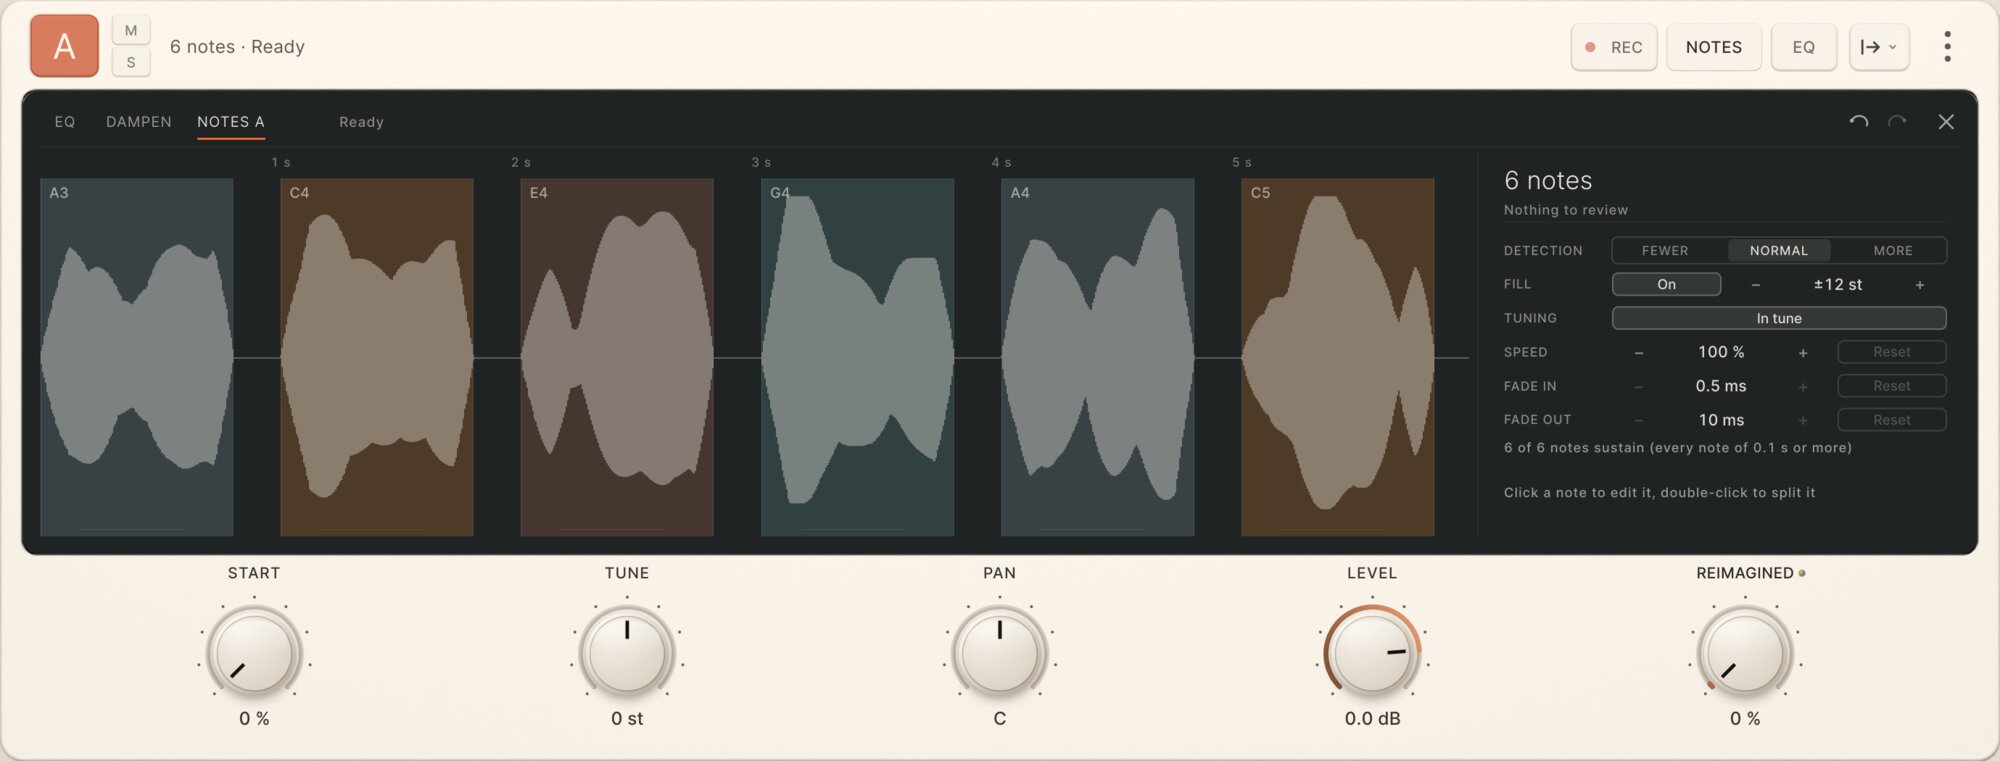 A
M
S
6 notes · Ready
REC
NOTES
EQ
EQ
DAMPEN
NOTES A
Ready
1 s
2 s
3 s
4 s
5 s
A3
C4
E4
G4
A4
C5
6 notes
Nothing to review
DETECTION
FEWER
NORMAL
MORE
FILL
On
− ±12 st +
TUNING
In tune
SPEED
− 100 % +
Reset
FADE IN
− 0.5 ms +
Reset
FADE OUT
− 10 ms +
Reset
6 of 6 notes sustain (every note of 0.1 s or more)
Click a note to edit it, double-click to split it
START
TUNE
PAN
LEVEL
REIMAGINED
0 %
0 st
C
0.0 dB
0 %